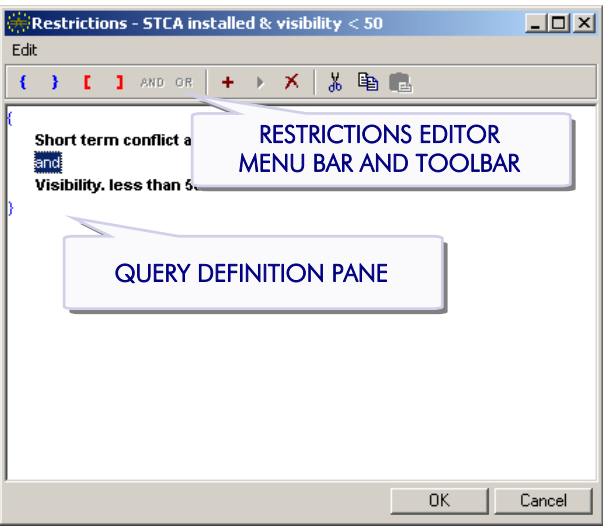 Restrictions - STCA installed & visibility < 50
Edit
{ } [ ] AND OR
{
Short term conflict a
RESTRICTIONS EDITOR
and
MENU BAR AND TOOLBAR
Visibility. less than
}
QUERY DEFINITION PANE
OK Cancel